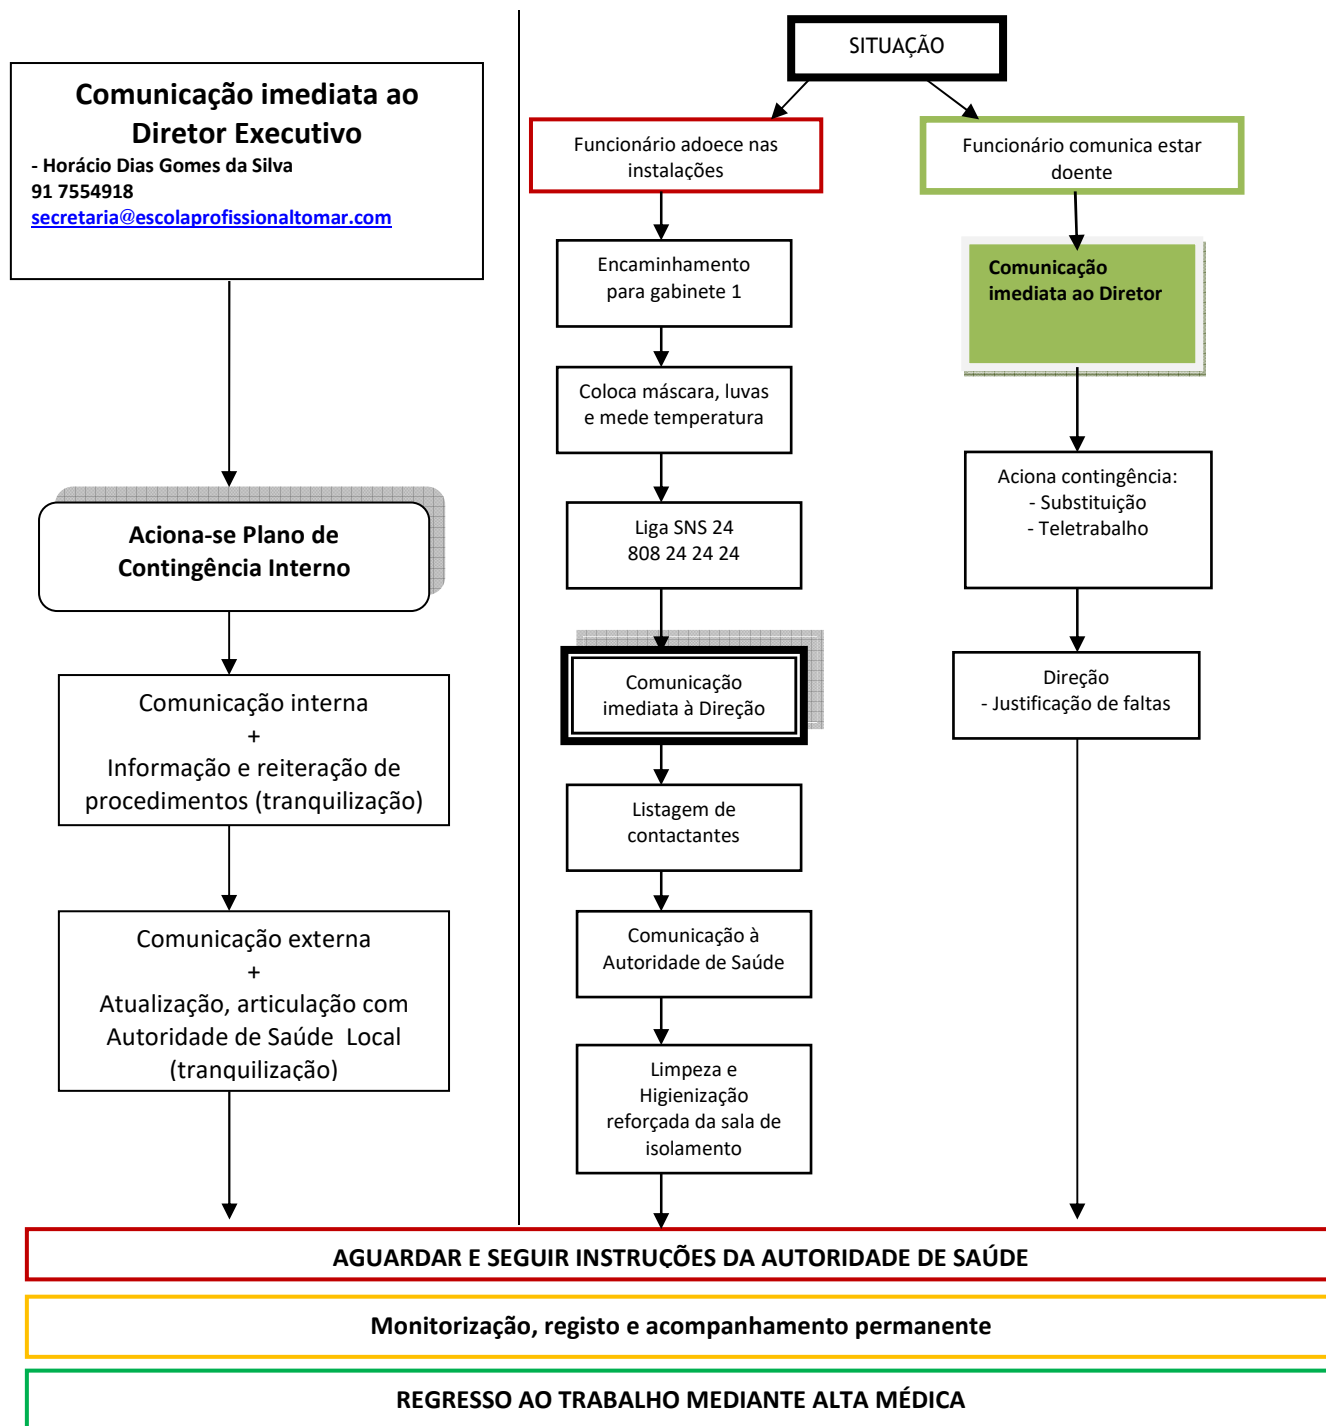 Comunicação imediata ao
Diretor Executivo
- Horácio Dias Gomes da Silva
91 7554918
secretaria@escolaprofissionaltomar.com
Aciona-se Plano de
Contingência Interno
Comunicação interna
+
Informação e reiteração de
procedimentos (tranquilização)
Comunicação externa
+
Atualização, articulação com
Autoridade de Saúde  Local
(tranquilização)
SITUAÇÃO
Funcionário adoece nas
instalações
Encaminhamento
para gabinete 1
Coloca máscara, luvas
e mede temperatura
Liga SNS 24
808 24 24 24
Comunicação
imediata à Direção
Listagem de
contactantes
Comunicação à
Autoridade de Saúde
Limpeza e
Higienização
reforçada da sala de
isolamento
Funcionário comunica estar
doente
Comunicação
imediata ao Diretor
Aciona contingência:
- Substituição
- Teletrabalho
Direção
- Justificação de faltas
AGUARDAR E SEGUIR INSTRUÇÕES DA AUTORIDADE DE SAÚDE
Monitorização, registo e acompanhamento permanente
REGRESSO AO TRABALHO MEDIANTE ALTA MÉDICA